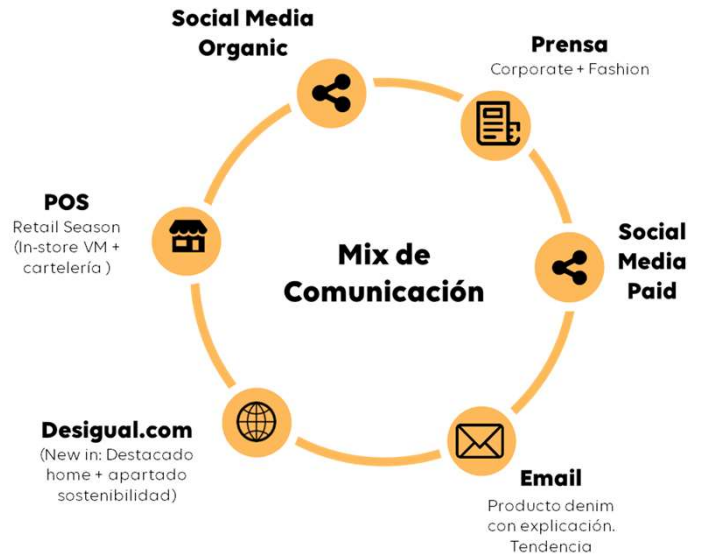 Social Media
Organic
Prensa
Corporate + Fashion
POS
Retail Season
(In-store VM +
cartelería )
Social
Media
Paid
Mix de
Comunicación
Desigual.com
(New in: Destacado
home + apartado
sostenibilidad)
Email
Producto denim
con explicación.
Tendencia